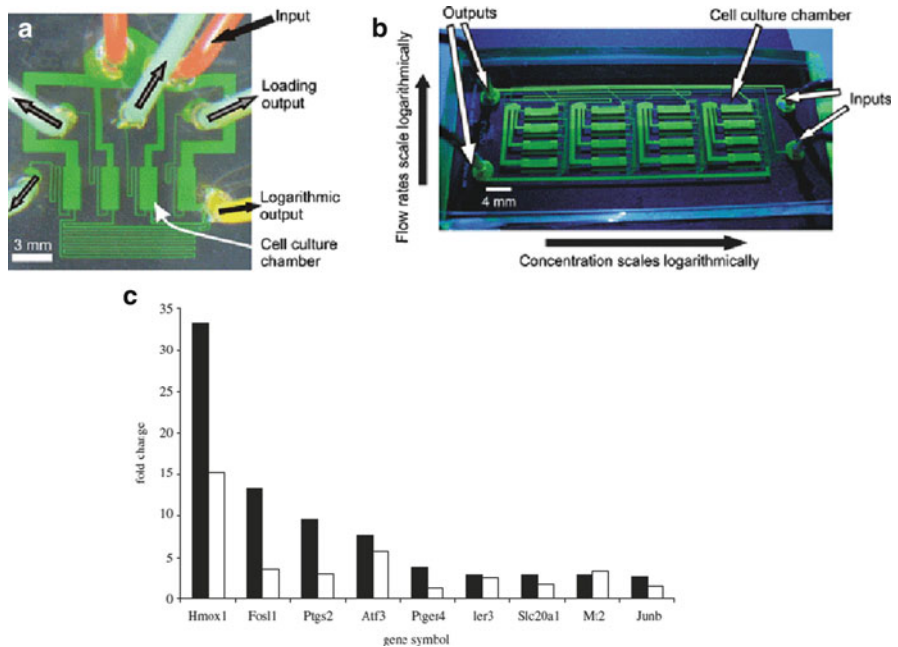 a
Input
Loading
output
Logarithmic
output
Cell culture
chamber
3 mm
b
Outputs
Cell culture chamber
Inputs
Flow rates scale logarithmically
4 mm
Concentration scales logarithmically
c
35
30
25
20
15
10
5
0
fold charge
Hmox1 Fosl1 Ptgs2 Atf3 Ptger4 Ier3 Slc20a1 Mt2 Junb
gene symbol